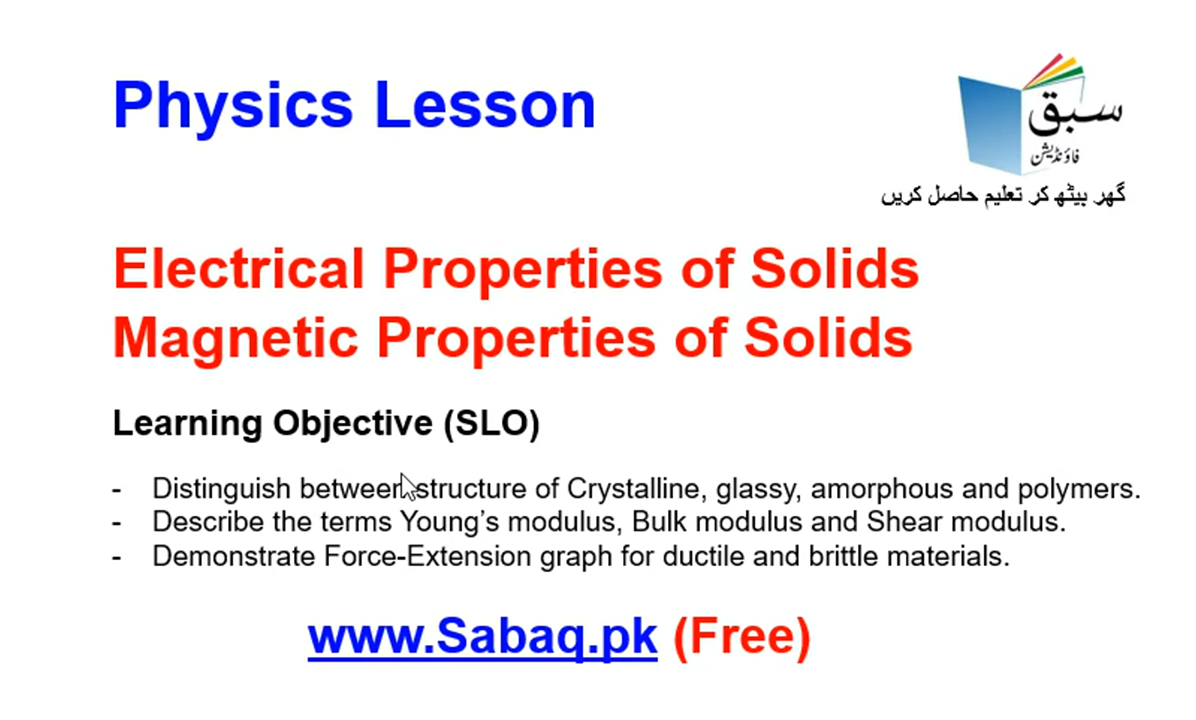 Physics Lesson
سبق
فاؤنڈیشن
گھر بیٹھ کر تعلیم حاصل کریں
Electrical Properties of Solids
Magnetic Properties of Solids
Learning Objective (SLO)
- Distinguish between structure of Crystalline, glassy, amorphous and polymers.
- Describe the terms Young's modulus, Bulk modulus and Shear modulus.
- Demonstrate Force-Extension graph for ductile and brittle materials.
www.Sabaq.pk (Free)